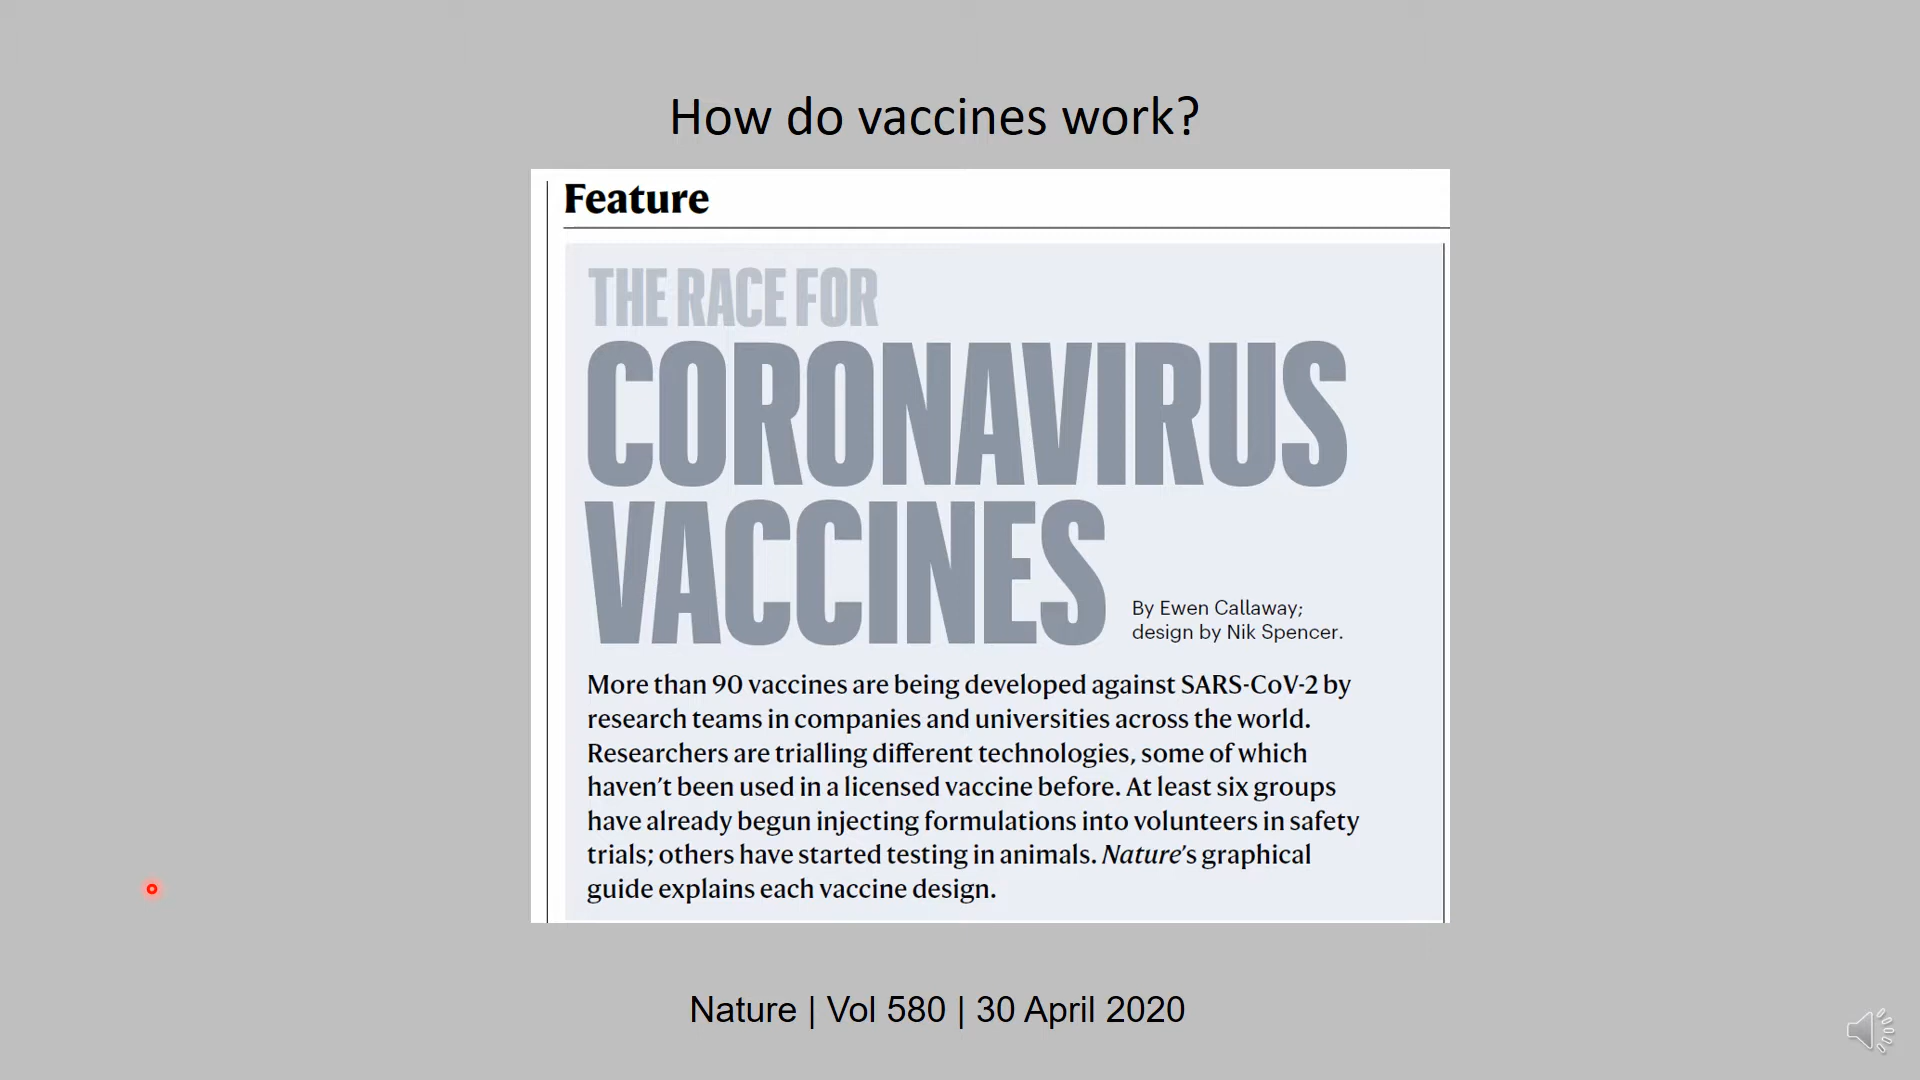 How do vaccines work?
Feature
THE RACE FOR
CORONAVIRUS
VACCINES
By Ewen Callaway;
design by Nik Spencer.
More than 90 vaccines are being developed against SARS-CoV-2 by
research teams in companies and universities across the world.
Researchers are trialling different technologies, some of which
haven’t been used in a licensed vaccine before. At least six groups
have already begun injecting formulations into volunteers in safety
trials; others have started testing in animals. Nature’s graphical
guide explains each vaccine design.
Nature | Vol 580 | 30 April 2020